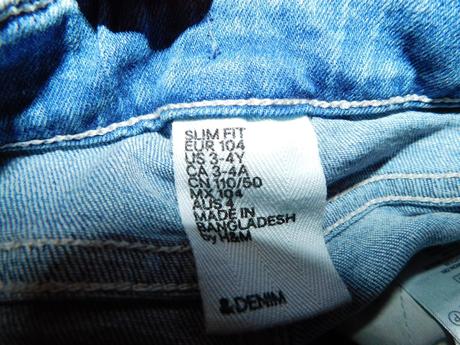 SLIM FIT
EUR 104
US 3-4Y
CA 3-4A
CN 110/50
MX 104
AUS 4
MADE IN
BANGLADESH
by H&M
&DENIM